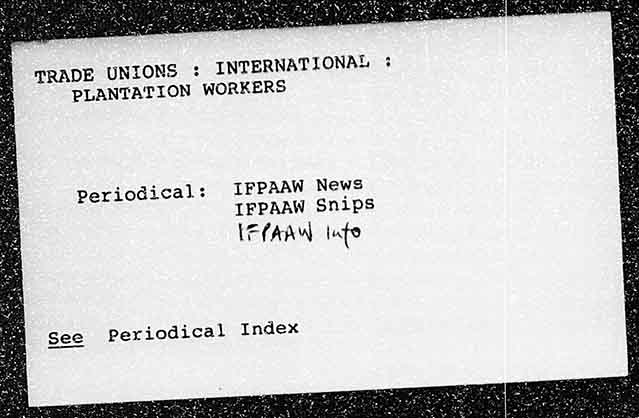 TRADE UNIONS : INTERNATIONAL :
PLANTATION WORKERS
Periodical: IFPAAW News
IFPAAW Snips
IFPAAW Info
See Periodical Index